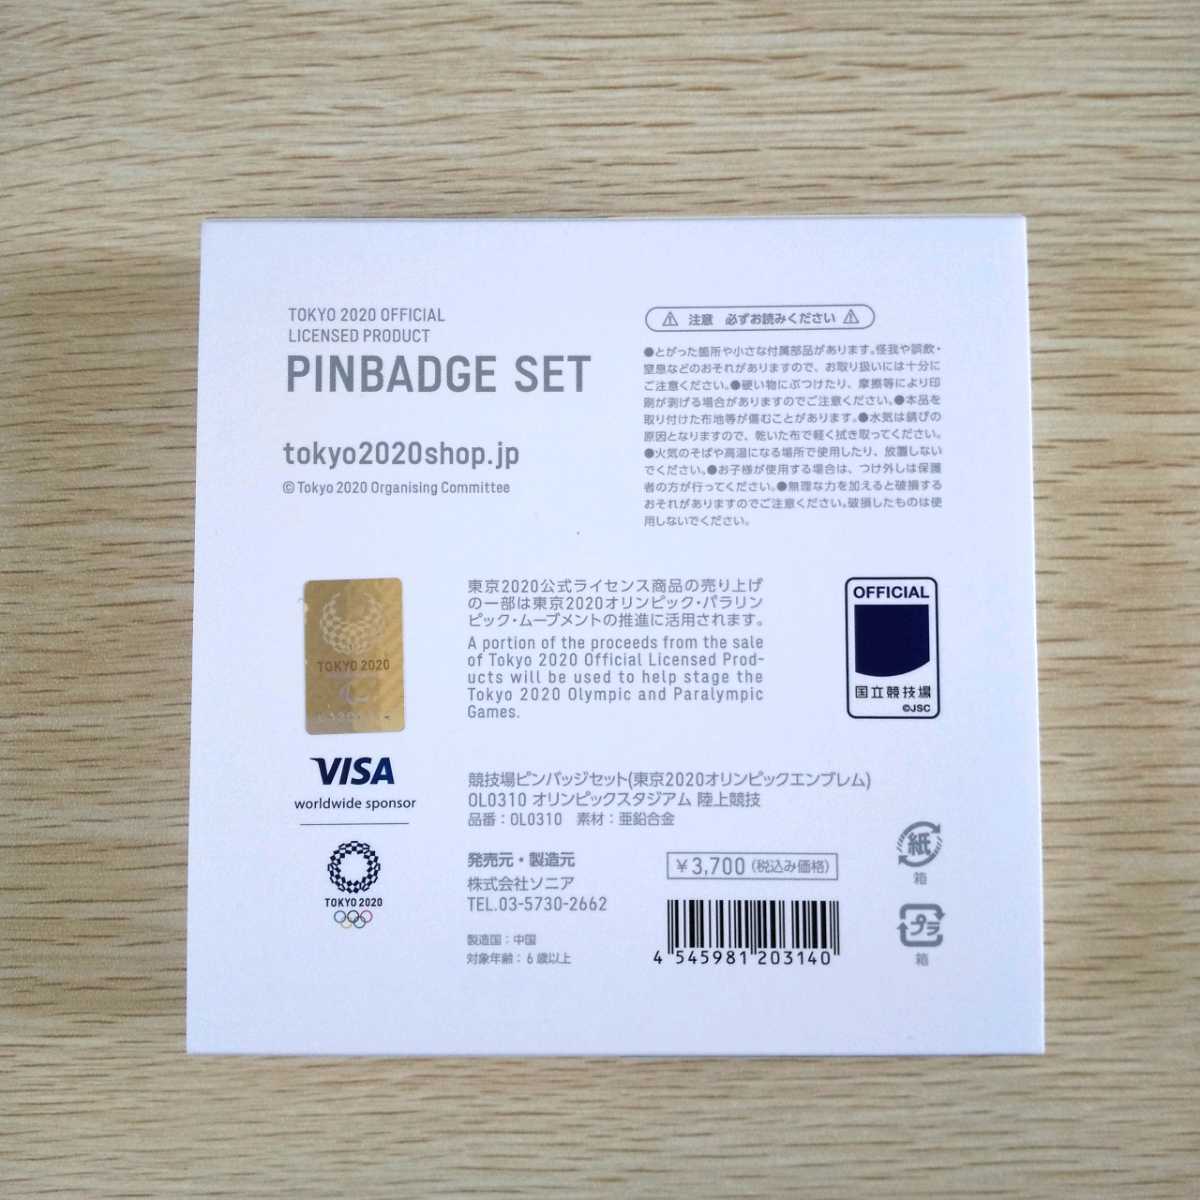 TOKYO 2020 OFFICIAL
LICENSED PRODUCT
PINBADGE SET
tokyo2020shop.jp
© Tokyo 2020 Organising Committee
⚠ 注意 必ずお読みください ⚠
●とがった箇所や小さな付属部品があります。怪我や誤飲・
窒息などのおそれがありますので、お取り扱いには十分に
ご注意ください。●硬い物にぶつけたり、摩擦等により印
刷が剥げる場合がありますのでご注意ください。●本品を
取り付けた布地等が傷むことがあります。●水気は錆びの
原因となりますので、乾いた布で軽く拭き取ってください。
●火気のそばや高温になる場所で使用したり、放置しない
でください。●お子様が使用する場合は、つけ外しは保護
者の方が行ってください。●無理な力を加えると破損する
おそれがありますのでご注意ください。破損したものは使
用しないでください。
TOKYO 2020
東京2020公式ライセンス商品の売り上げ
の一部は東京2020オリンピック・パラリン
ピック・ムーブメントの推進に活用されます。
A portion of the proceeds from the sale
of Tokyo 2020 Official Licensed Prod-
ucts will be used to help stage the
Tokyo 2020 Olympic and Paralympic
Games.
OFFICIAL
国立競技場
©JSC
VISA
worldwide sponsor
TOKYO 2020
競技場ピンバッジセット(東京2020オリンピックエンブレム)
OL0310 オリンピックスタジアム 陸上競技
品番：OL0310 素材：亜鉛合金
発売元・製造元
株式会社ソニア
TEL.03-5730-2662
製造国：中国
対象年齢：6歳以上
¥3,700(税込み価格)
4 545981 203140
紙
箱
プラ
箱